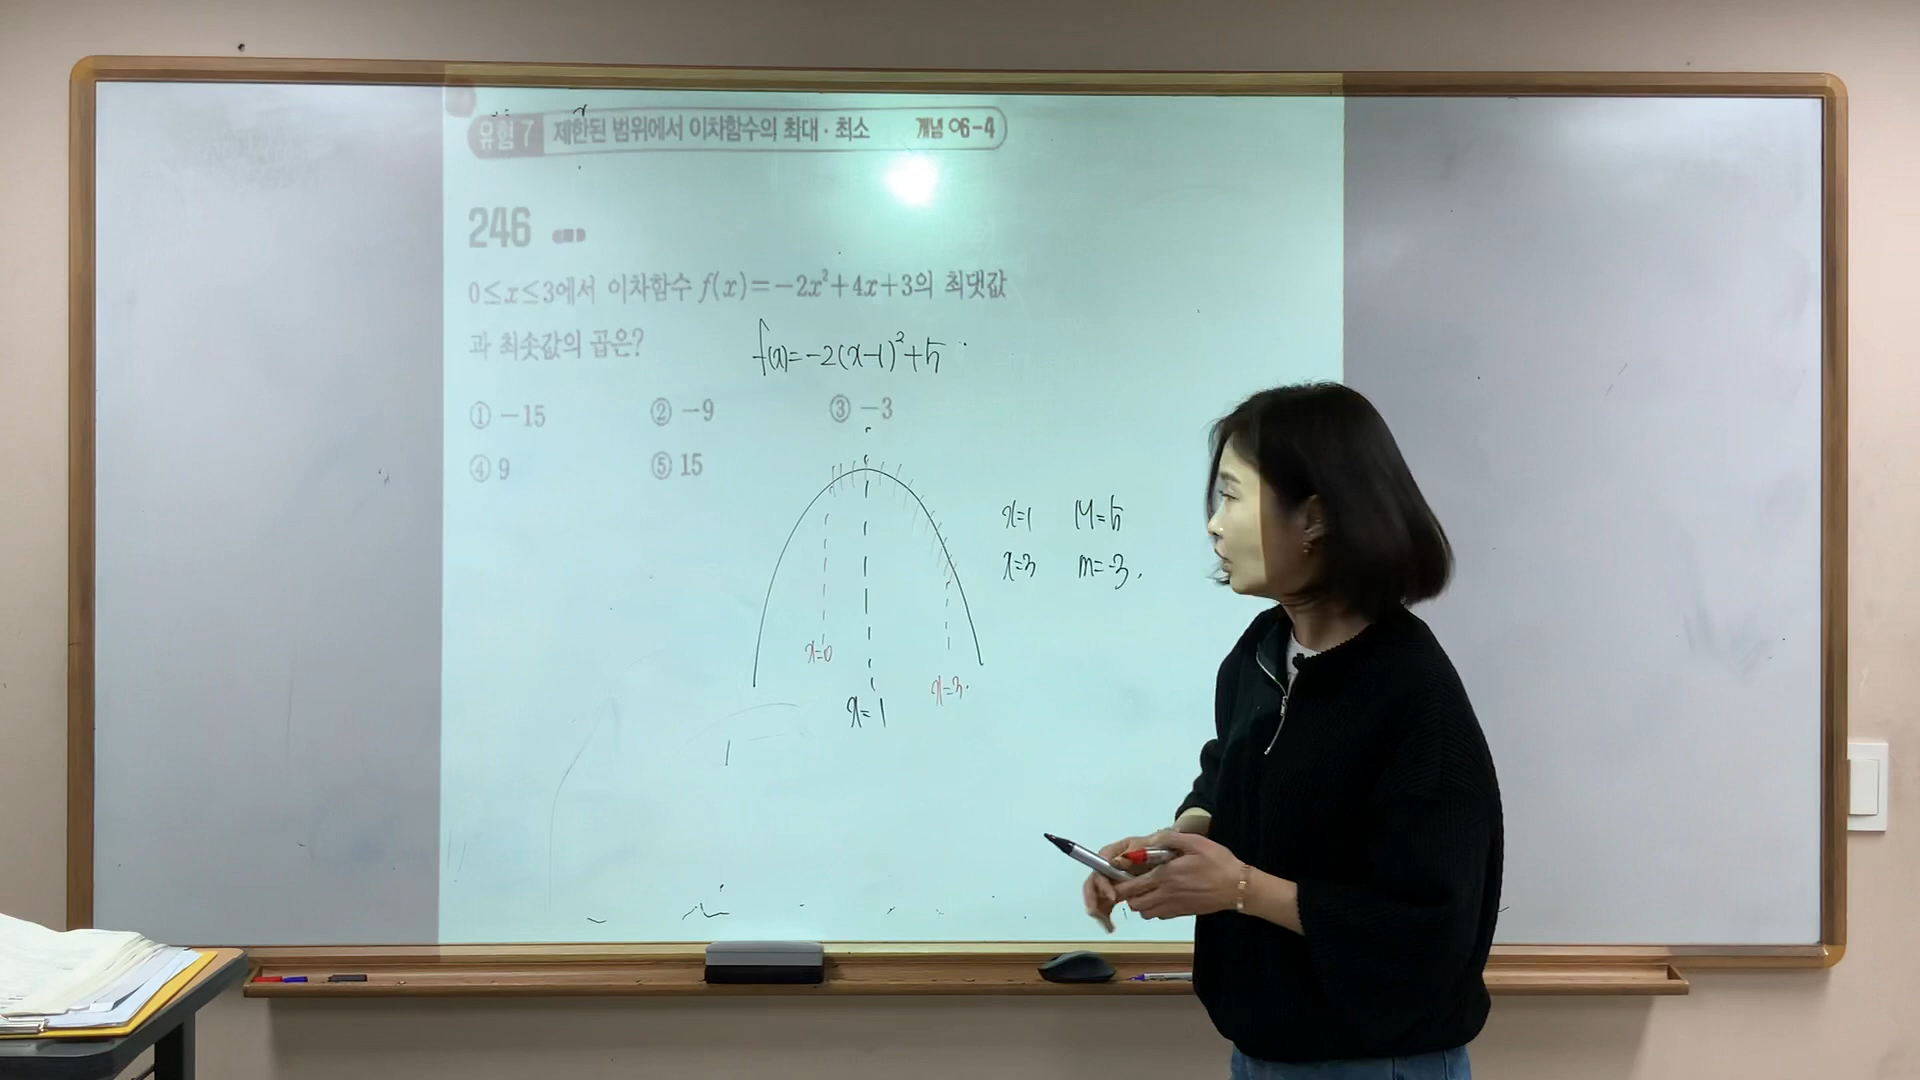 유형 7 제한된 범위에서 이차함수의 최대 · 최소 개념 06-4
246
0≤x≤3에서 이차함수 f(x)=-2x²+4x+3의 최댓값
과 최솟값의 곱은?
f(x)=-2(x-1)²+5
① -15 ② -9 ③ -3
④ 9 ⑤ 15
x=1 M=5
x=3 m=-3.
x=0
x=3.
x=1